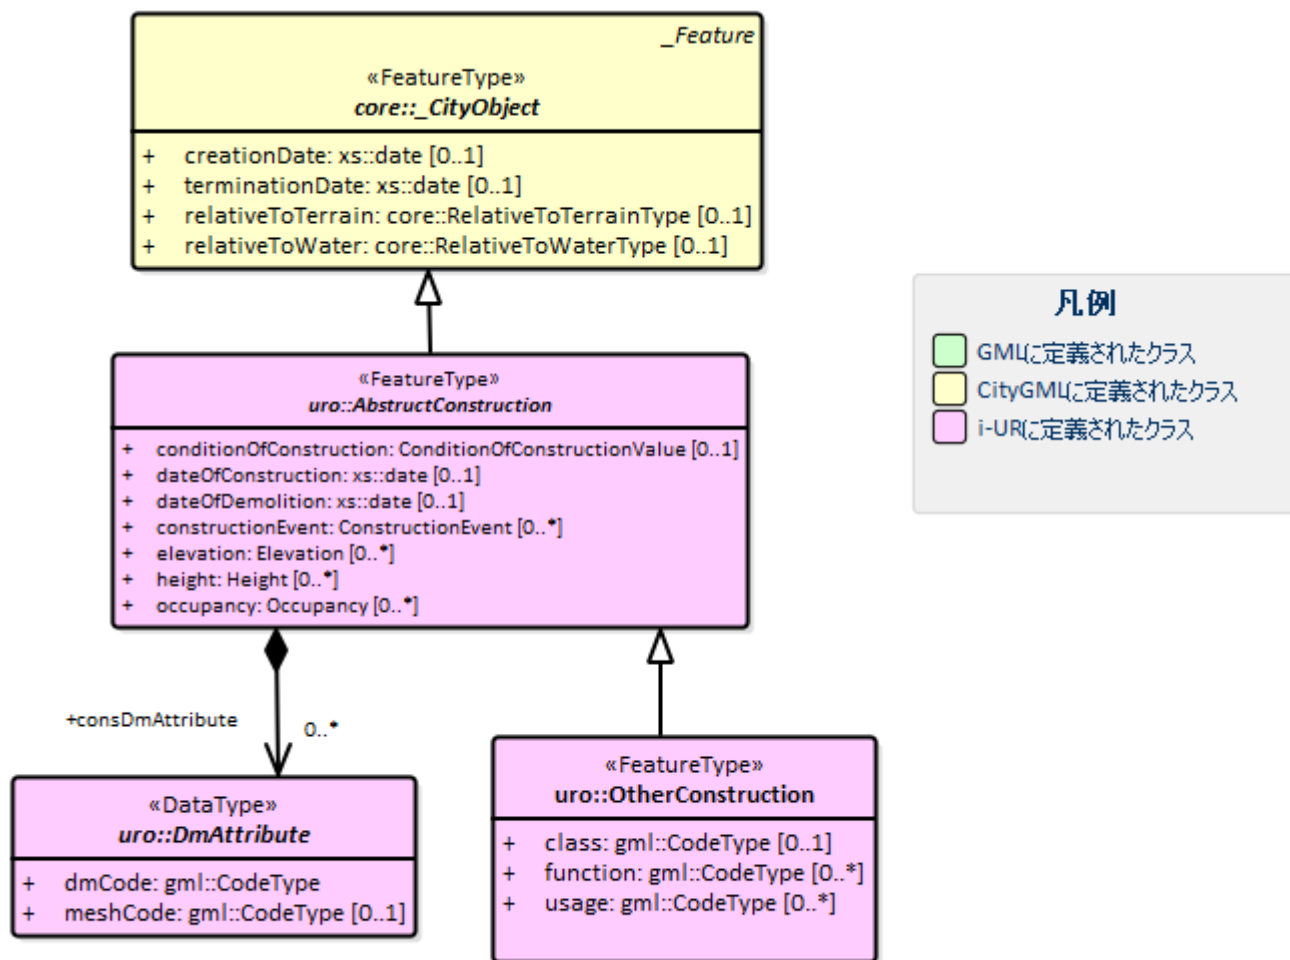 _Feature
«FeatureType»
core::_CityObject
+ creationDate: xs::date [0..1]
+ terminationDate: xs::date [0..1]
+ relativeToTerrain: core::RelativeToTerrainType [0..1]
+ relativeToWater: core::RelativeToWaterType [0..1]
凡例
GMLに定義されたクラス
CityGMLに定義されたクラス
i-URに定義されたクラス
«FeatureType»
uro::AbstructConstruction
+ conditionOfConstruction: ConditionOfConstructionValue [0..1]
+ dateOfConstruction: xs::date [0..1]
+ dateOfDemolition: xs::date [0..1]
+ constructionEvent: ConstructionEvent [0..*]
+ elevation: Elevation [0..*]
+ height: Height [0..*]
+ occupancy: Occupancy [0..*]
+consDmAttribute
0..*
«DataType»
uro::DmAttribute
+ dmCode: gml::CodeType
+ meshCode: gml::CodeType [0..1]
«FeatureType»
uro::OtherConstruction
+ class: gml::CodeType [0..1]
+ function: gml::CodeType [0..*]
+ usage: gml::CodeType [0..*]